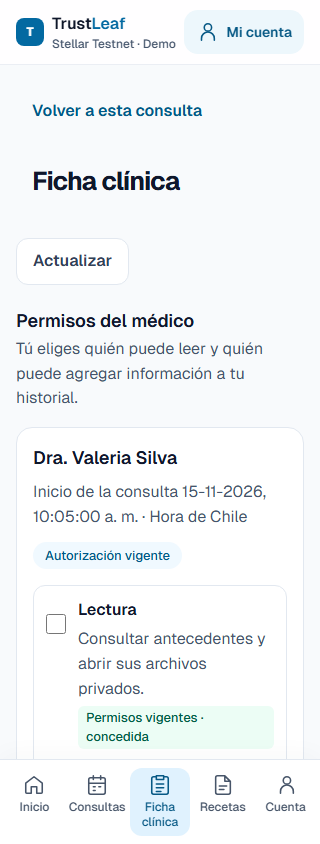 T
TrustLeaf
Stellar Testnet · Demo
Mi cuenta
Volver a esta consulta
Ficha clínica
Actualizar
Permisos del médico
Tú eliges quién puede leer y quién
puede agregar información a tu
historial.
Dra. Valeria Silva
Inicio de la consulta 15-11-2026,
10:05:00 a. m. · Hora de Chile
Autorización vigente
Lectura
Consultar antecedentes y
abrir sus archivos
privados.
Permisos vigentes ·
concedida
Inicio
Consultas
Ficha
clínica
Recetas
Cuenta